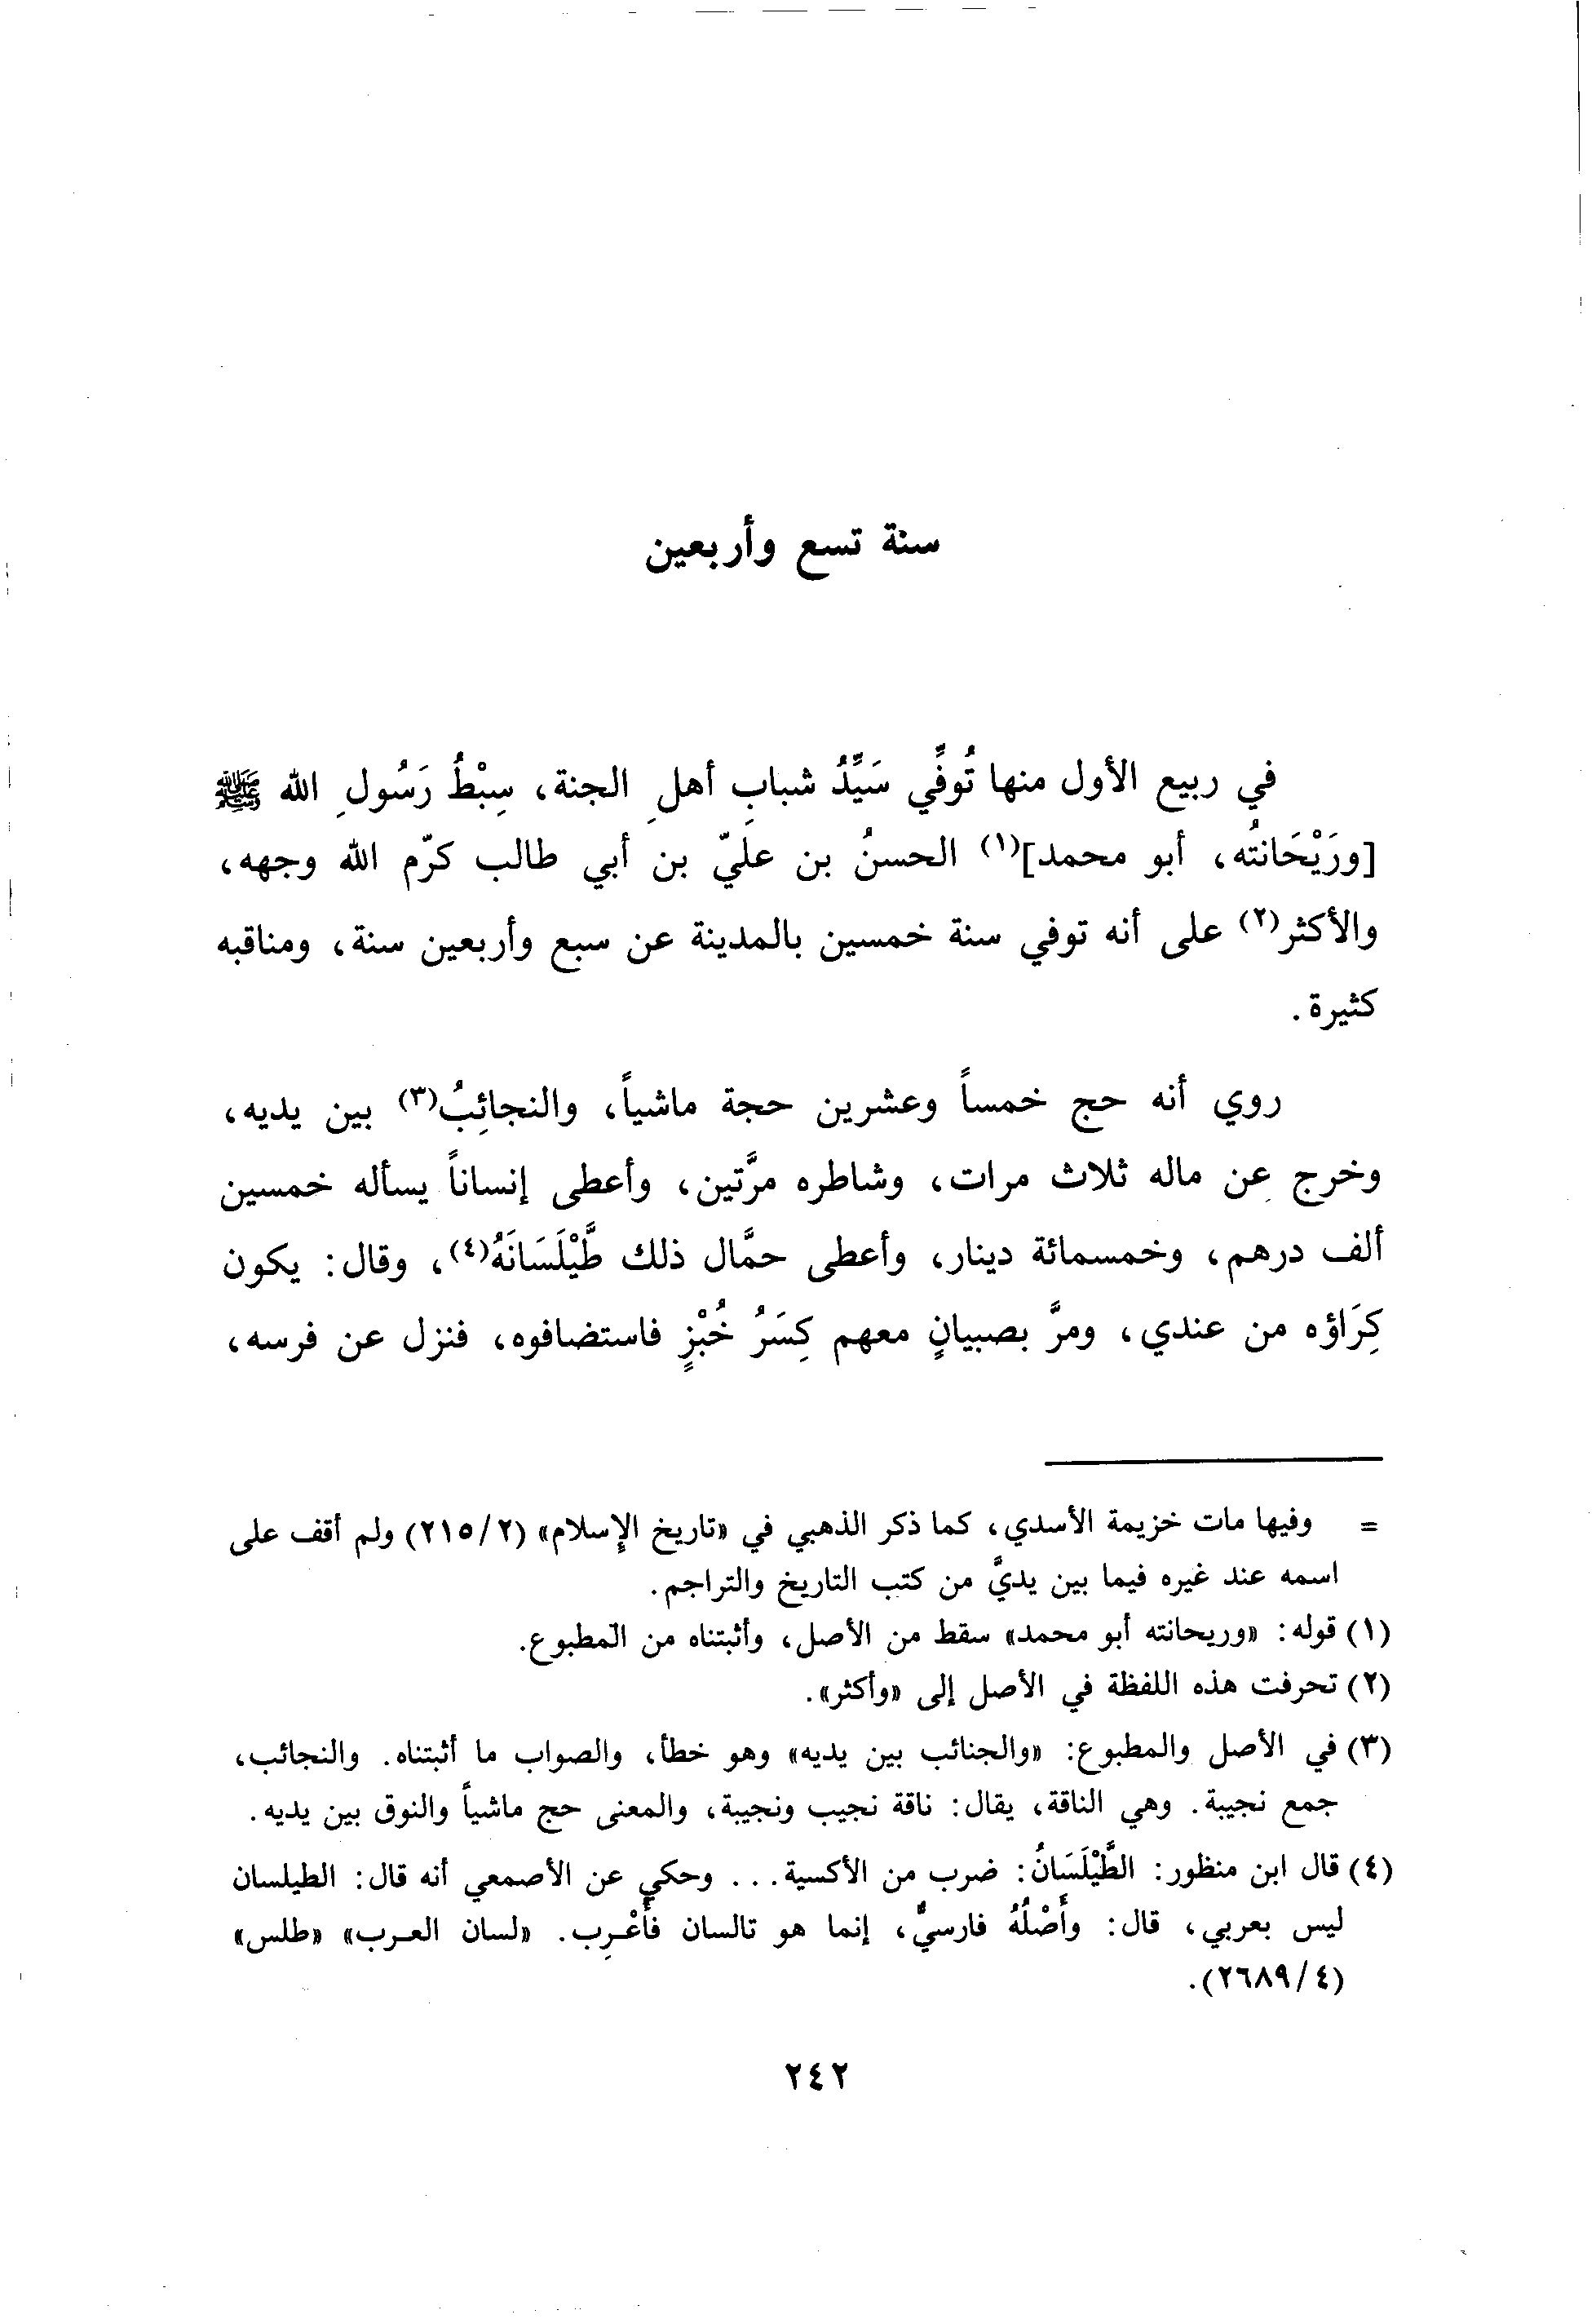 سنة تسع وأربعين
في ربيع الأول منها تُوفِّيُ سَيِّدُ شبابِ أهلِ الجنة، سِبْطُ رَسُولِ الله ﷺ
[ورَيْحَانتُه، أبو محمد](١) الحسنُ بن عليّ بن أبي طالب كرّم الله وجهه،
والأكثر(٢) على أنه توفي سنة خمسين بالمدينة عن سبع وأربعين سنة، ومناقبه
كثيرة.
روي أنه حج خمساً وعشرين حجة ماشياً، والنجائِبُ(٣) بين يديه،
وخرج عن ماله ثلاث مرات، وشاطره مرَّتين، وأعطى إنساناً يسأله خمسين
ألف درهم، وخمسمائة دينار، وأعطى حمَّال ذلك طَّيْلَسَانَهُ(٤)، وقال: يكون
كِرَاؤه من عندي، ومرَّ بصبيانٍ معهم كِسَرُ خُبْزٍ فاستضافوه، فنزل عن فرسه،
= وفيها مات خزيمة الأسدي، كما ذكر الذهبي في «تاريخ الإسلام» (٢/ ٢١٥) ولم أقف على
اسمه عند غيره فيما بين يديَّ من كتب التاريخ والتراجم.
(١) قوله: «وريحانته أبو محمد» سقط من الأصل، وأثبتناه من المطبوع.
(٢) تحرفت هذه اللفظة في الأصل إلى «وأكثر».
(٣) في الأصل والمطبوع: «والجنائب بين يديه» وهو خطأ، والصواب ما أثبتناه. والنجائب،
جمع نجيبة. وهي الناقة، يقال: ناقة نجيب ونجيبة، والمعنى حج ماشياً والنوق بين يديه.
(٤) قال ابن منظور: الطَّيْلَسَانُ: ضرب من الأكسية... وحكي عن الأصمعي أنه قال: الطيلسان
ليس بعربي، قال: وأَصْلُهُ فارسيٌّ، إنما هو تالسان فأُعْرِب. «لسان العرب» «طلس»
(٤/ ٢٦٨٩).
٢٤٢